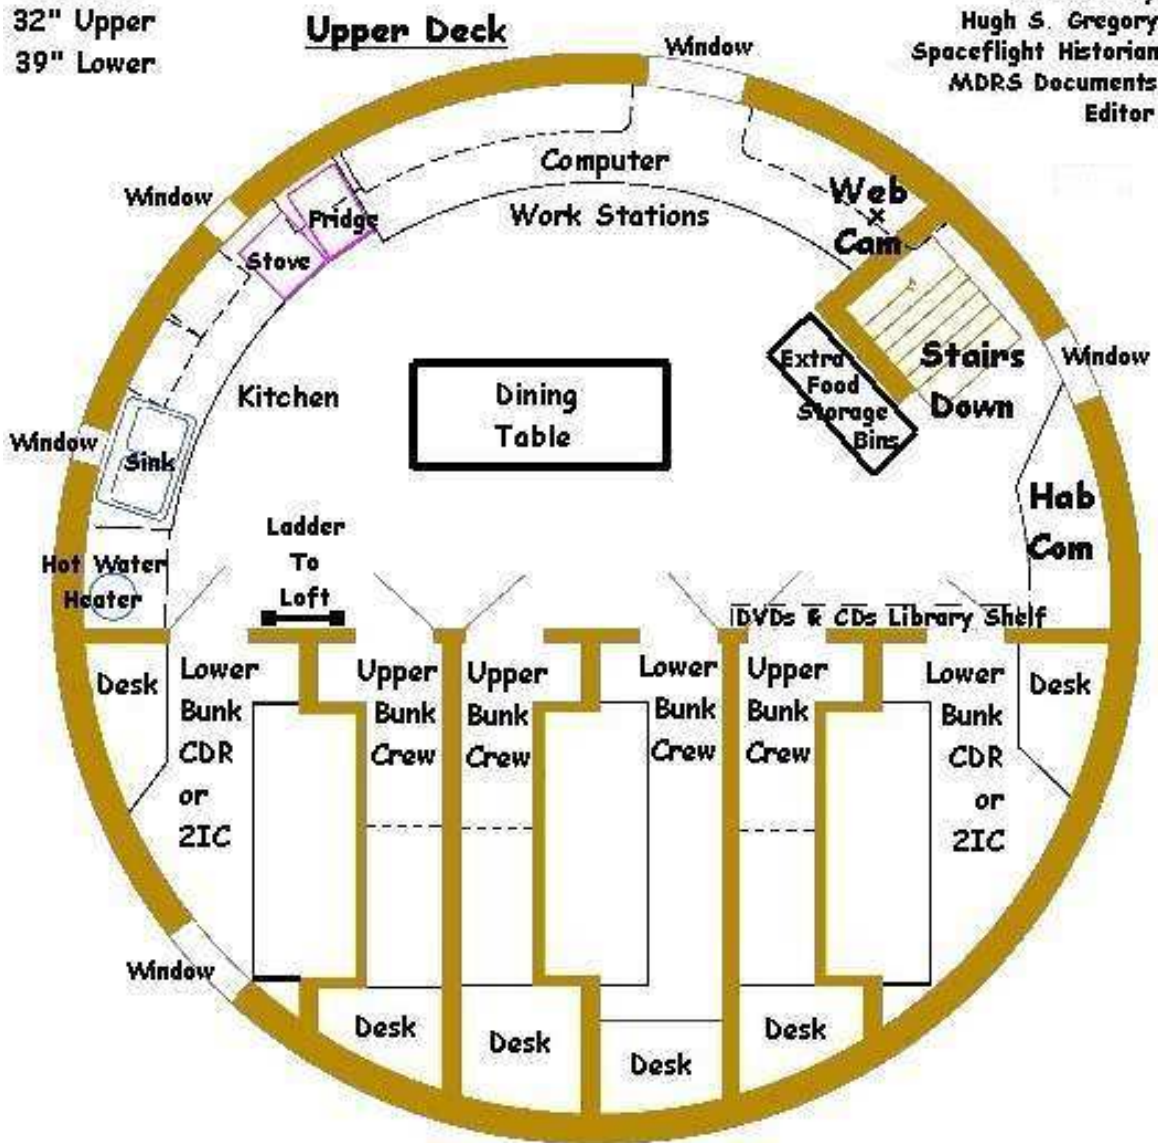 32" Upper
39" Lower
Upper Deck
Hugh S. Gregory
Spaceflight Historian
MDRS Documents
Editor
Window
Window
Computer
Work Stations
Web
Cam
Fridge
Stove
Stairs
Down
Window
Extra
Food
Storage
Bins
Kitchen
Dining
Table
Window
Sink
Hab
Com
Ladder
To
Loft
Hot Water
Heater
DVDs & CDs Library Shelf
Desk
Lower
Bunk
CDR
or
2IC
Upper
Bunk
Crew
Upper
Bunk
Crew
Lower
Bunk
Crew
Upper
Bunk
Crew
Lower
Bunk
CDR
or
2IC
Desk
Window
Desk
Desk
Desk
Desk